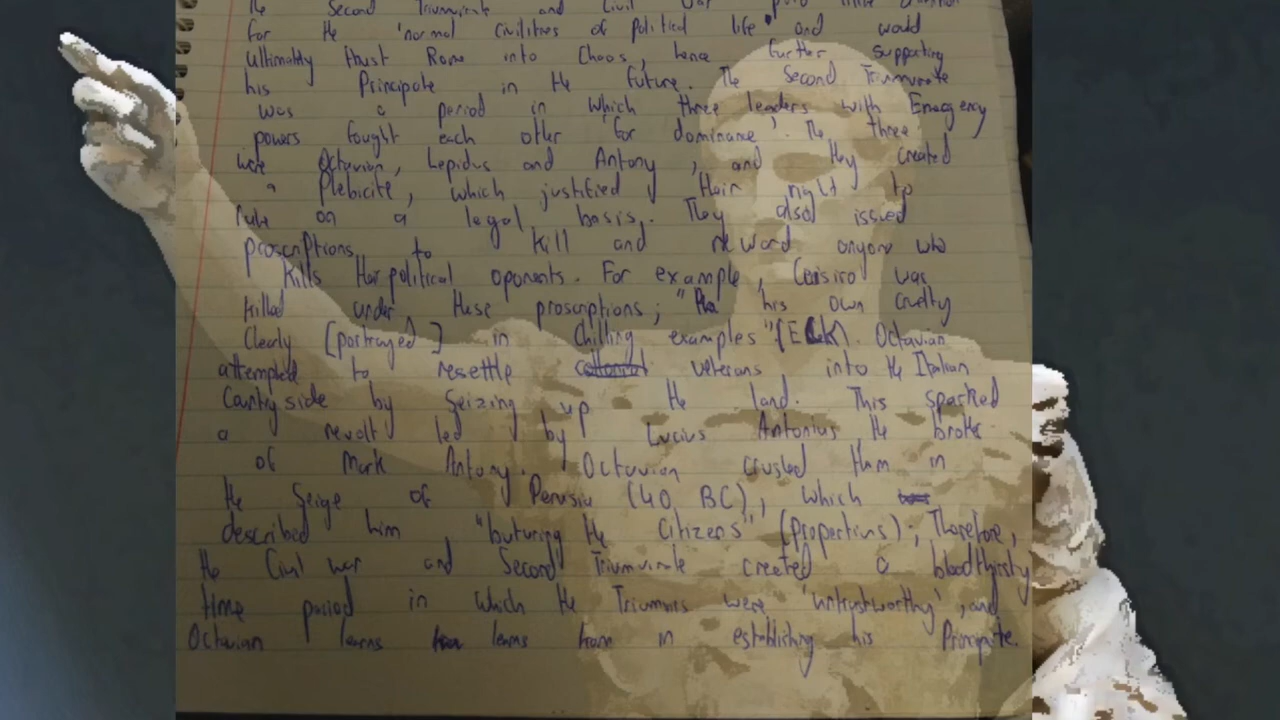 The Second Triumvirate and Civil War
for the 'normal civilities of political life' and would
Ultimately thust Rome into Chaos, hence further supporting
his Principate in the future. The Second Triumvirate
was a period in which three leaders with Emergency
powers fought each other 'for dominance'. The three
were Octavian, Lepidus and Antony, and they created
a Plebicite, which justified their right to
rule on a legal basis. They also issued
proscriptions to kill and reward anyone who
kills their political oponents. For example, was
killed under these proscriptions; " his own cruelty
Clearly [portrayed] in chilling examples" Octavian
attempted to resettle veterans into the Italian
Countryside by Seizing up the land. This sparked
a revolt led by Lucius Antonius, the brother
of Mark Antony. Octavian crushed them in
the Seige of Perusia (40 BC), which
described him "buturing the Citizens" (propertius), Therefore,
the Civil war and Second Triumvirate created a bloodthirsty
time period in which the Triumvirs were 'untrustworthy', and
Octavian learns learns from in establishing his Principate.